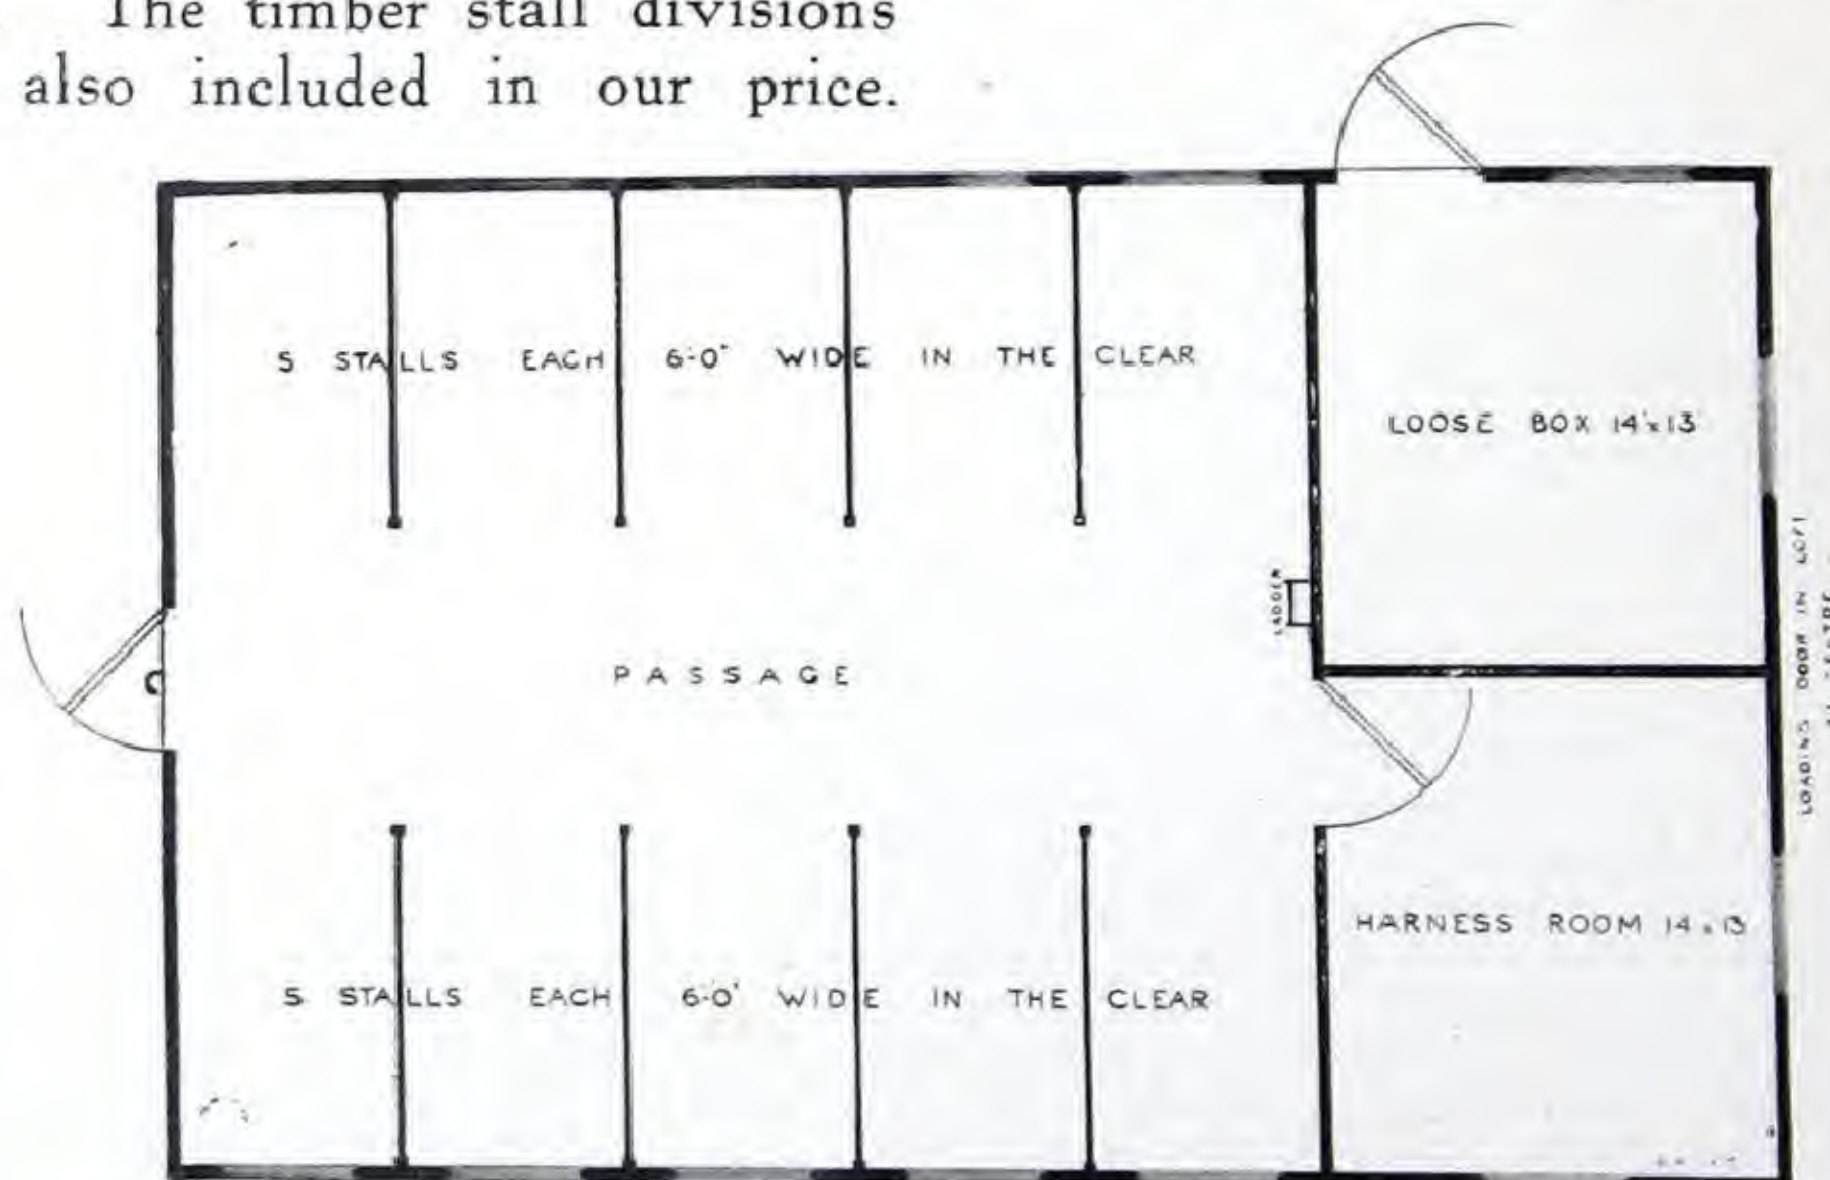 The timber stall divisions
also included in our price.
5 STALLS EACH 6'-0" WIDE IN THE CLEAR
LOOSE BOX 14'x13'
LADDER
PASSAGE
HARNESS ROOM 14 x 13
5 STALLS EACH 6'-0" WIDE IN THE CLEAR
LOADING DOOR IN LOFT